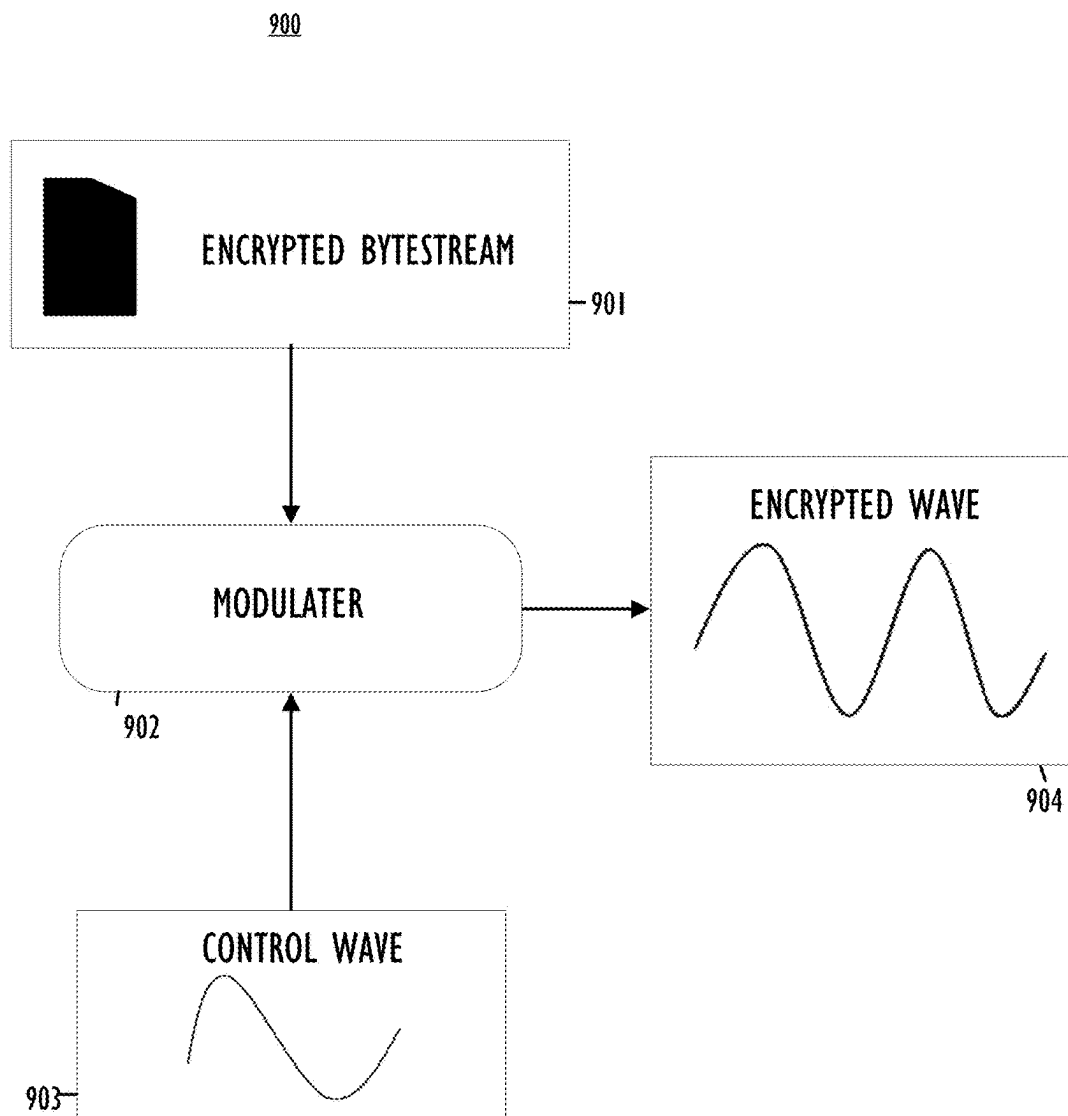 900
ENCRYPTED BYTESTREAM
901
ENCRYPTED WAVE
MODULATER
902
904
CONTROL WAVE
903